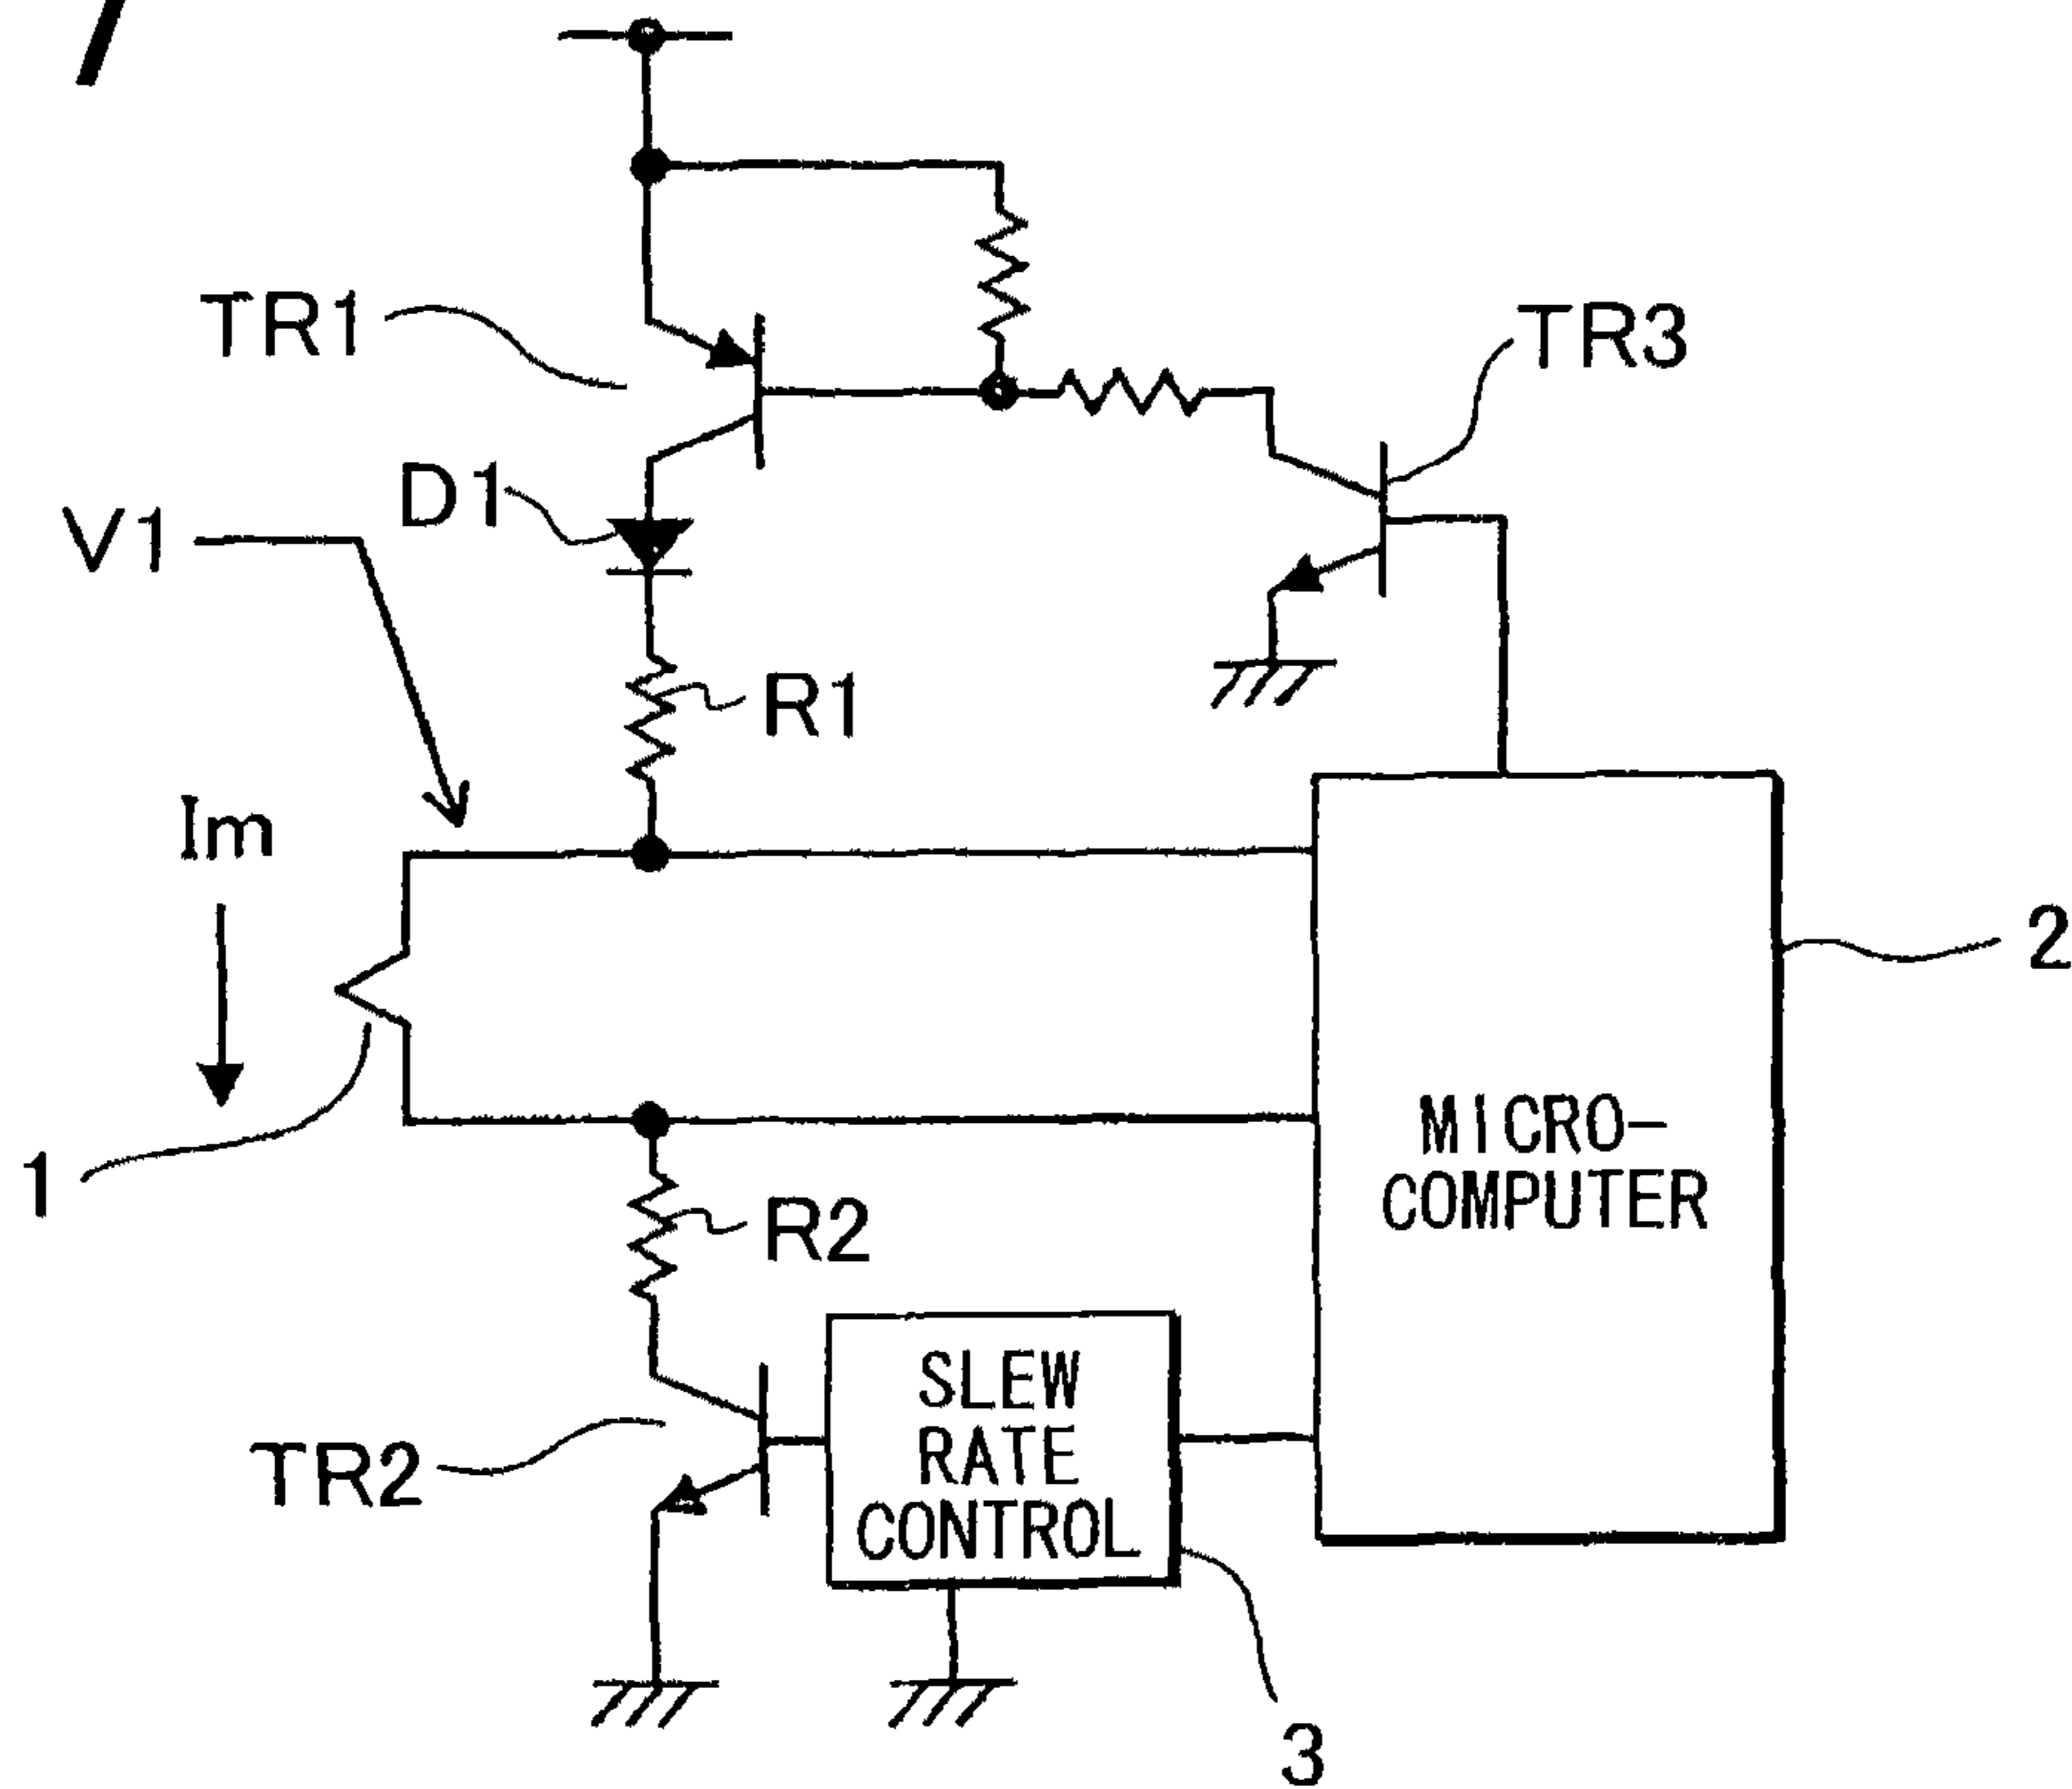 TR1
TR3
D1
V1
R1
Im
2
MICRO-
COMPUTER
1
R2
SLEW
RATE
CONTROL
TR2
3